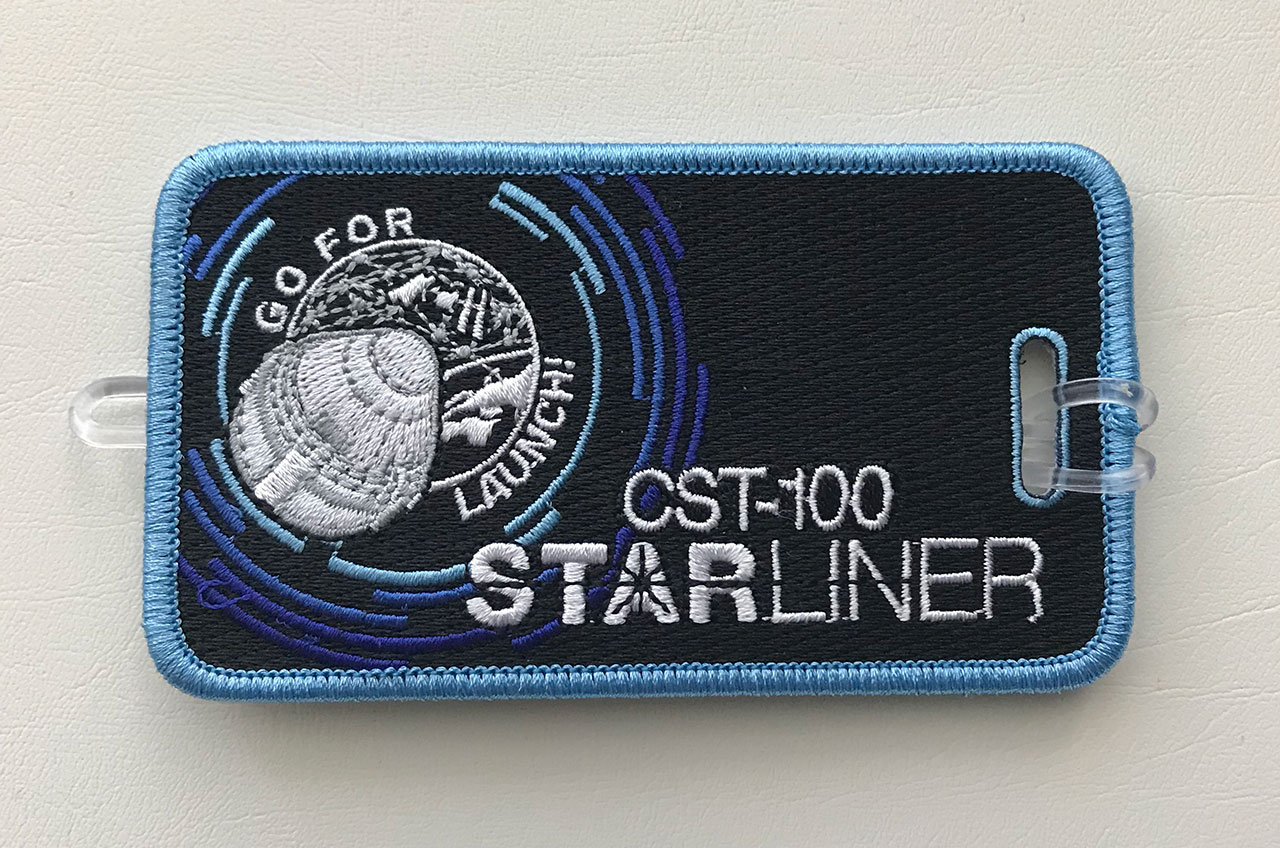 GO FOR
LAUNCH!
CST-100
STARLINER